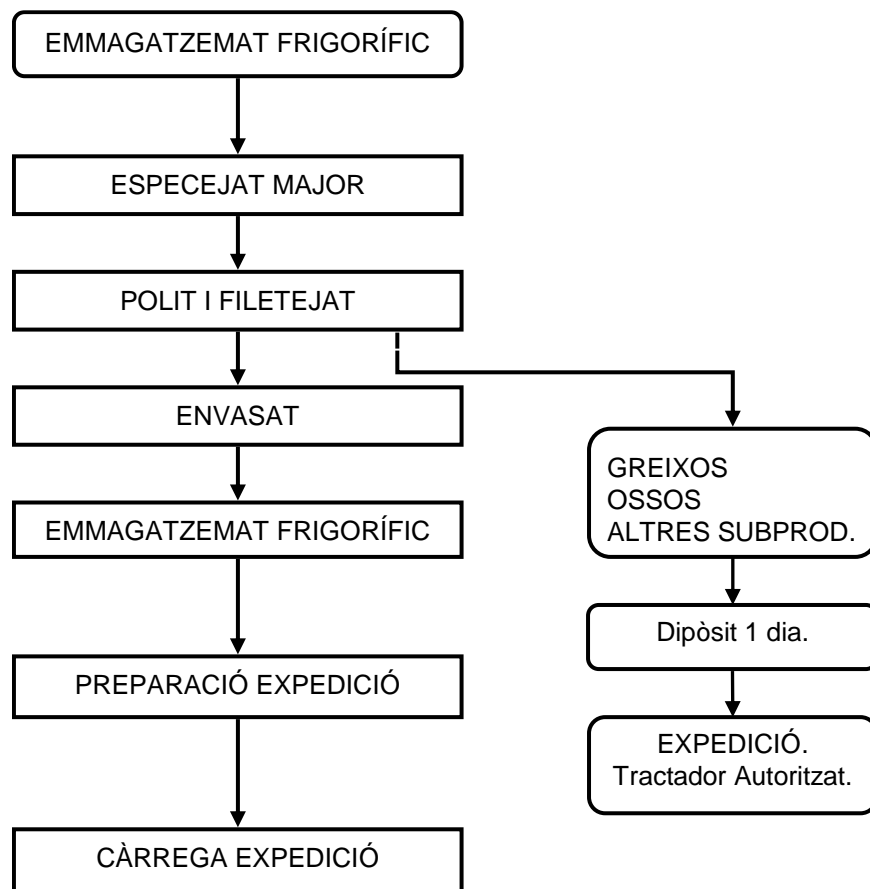 EMMAGATZEMAT FRIGORÍFIC
ESPECEJAT MAJOR
POLIT I FILETEJAT
ENVASAT
EMMAGATZEMAT FRIGORÍFIC
PREPARACIÓ EXPEDICIÓ
CÀRREGA EXPEDICIÓ
GREIXOS
OSSOS
ALTRES SUBPROD.
Dipòsit 1 dia.
EXPEDICIÓ.
Tractador Autoritzat.